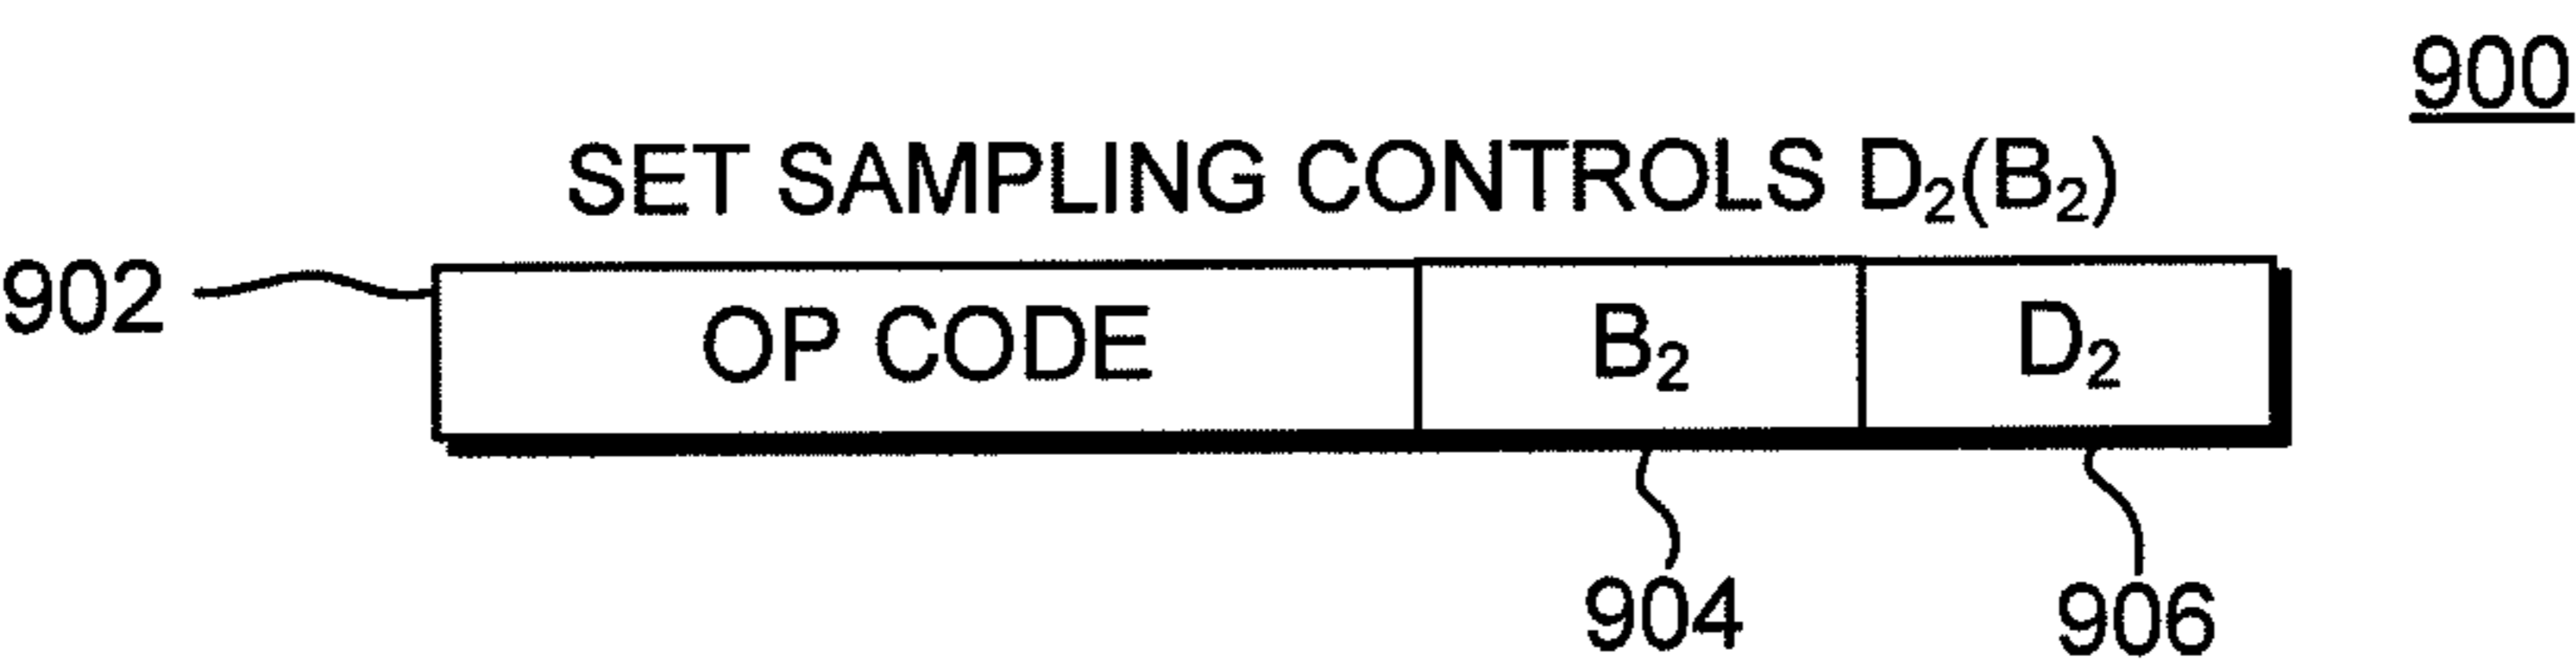 900
SET SAMPLING CONTROLS D₂(B₂)
902
OP CODE B₂ D₂
904 906